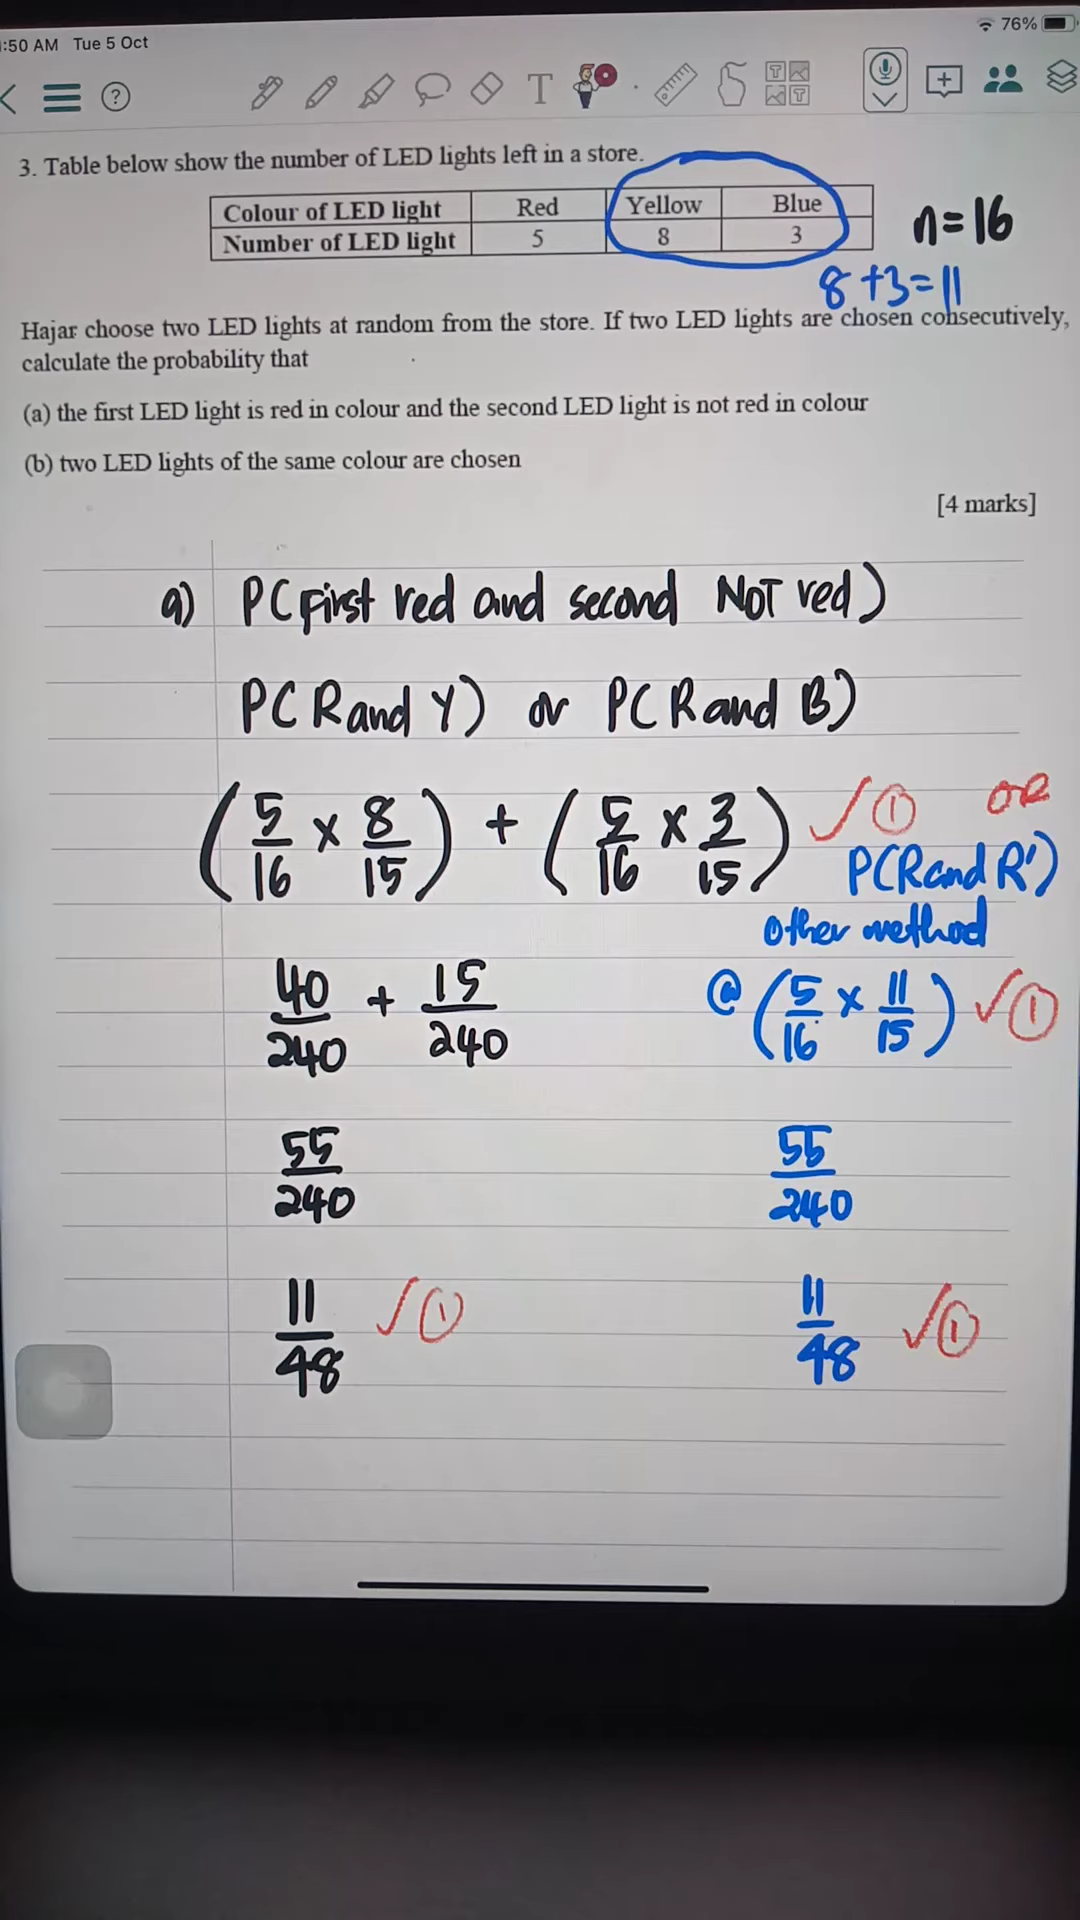 :50 AM Tue 5 Oct
76%
T
3. Table below show the number of LED lights left in a store.
Colour of LED light Red Yellow Blue
Number of LED light 5 8 3
n=16
8+3=11
Hajar choose two LED lights at random from the store. If two LED lights are chosen consecutively,
calculate the probability that
(a) the first LED light is red in colour and the second LED light is not red in colour
(b) two LED lights of the same colour are chosen
[4 marks]
a) P(first red and second NOT red)
P(R and Y) or P(R and B)
(5/16 × 8/15) + (5/16 × 3/15) ✓① OR
P(R and R')
Other method
40/240 + 15/240 @ (5/16 × 11/15) ✓①
55/240 55/240
11/48 ✓① 11/48 ✓①